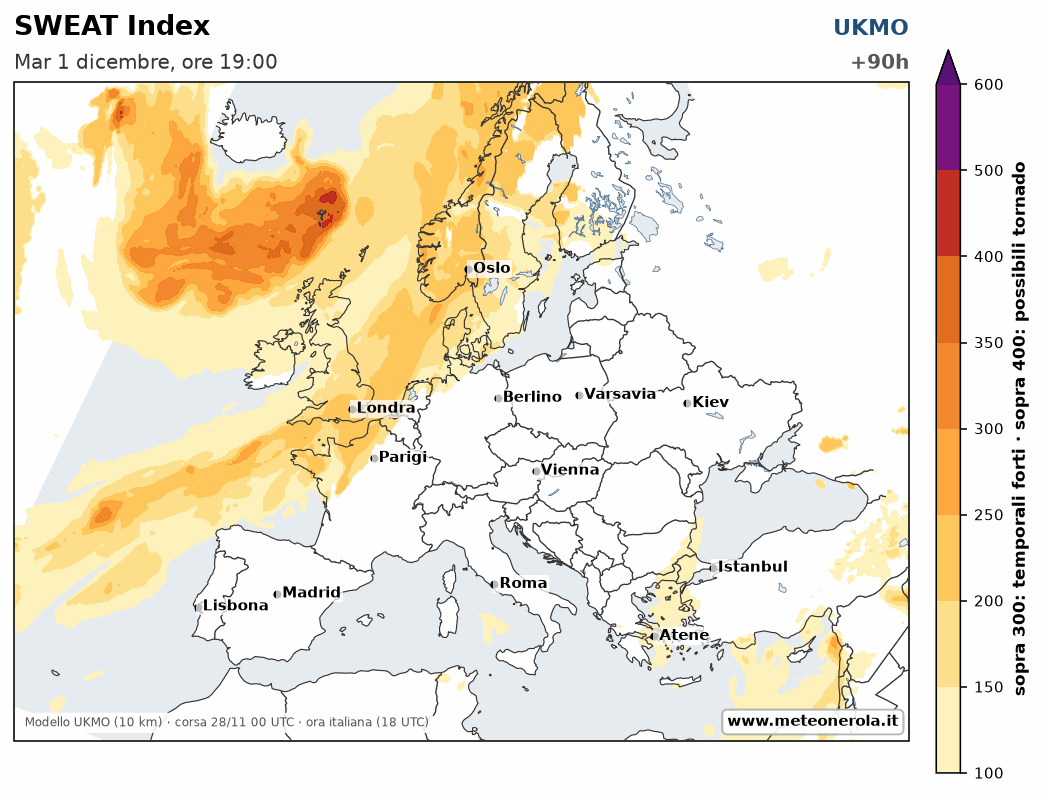 SWEAT Index
UKMO
Mar 1 dicembre, ore 19:00
+90h
Oslo
Londra
Berlino
Varsavia
Kiev
Parigi
Vienna
Istanbul
Roma
Madrid
Lisbona
Atene
Modello UKMO (10 km) · corsa 28/11 00 UTC · ora italiana (18 UTC)
www.meteonerola.it
600
500
400
350
300
250
200
150
100
sopra 300: temporali forti · sopra 400: possibili tornado